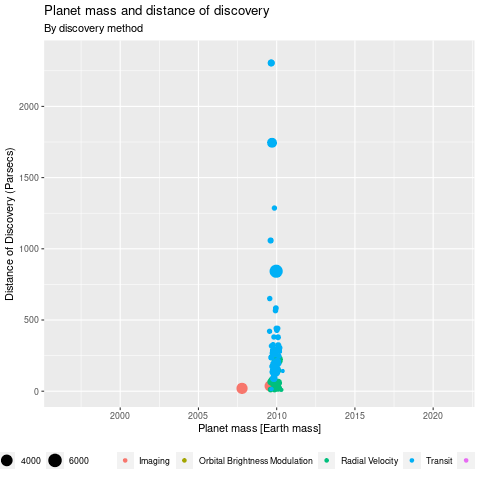 Planet mass and distance of discovery
By discovery method
Distance of Discovery (Parsecs)
2000
1500
1000
500
0
2000 2005 2010 2015 2020
Planet mass [Earth mass]
4000 6000 Imaging Orbital Brightness Modulation Radial Velocity Transit